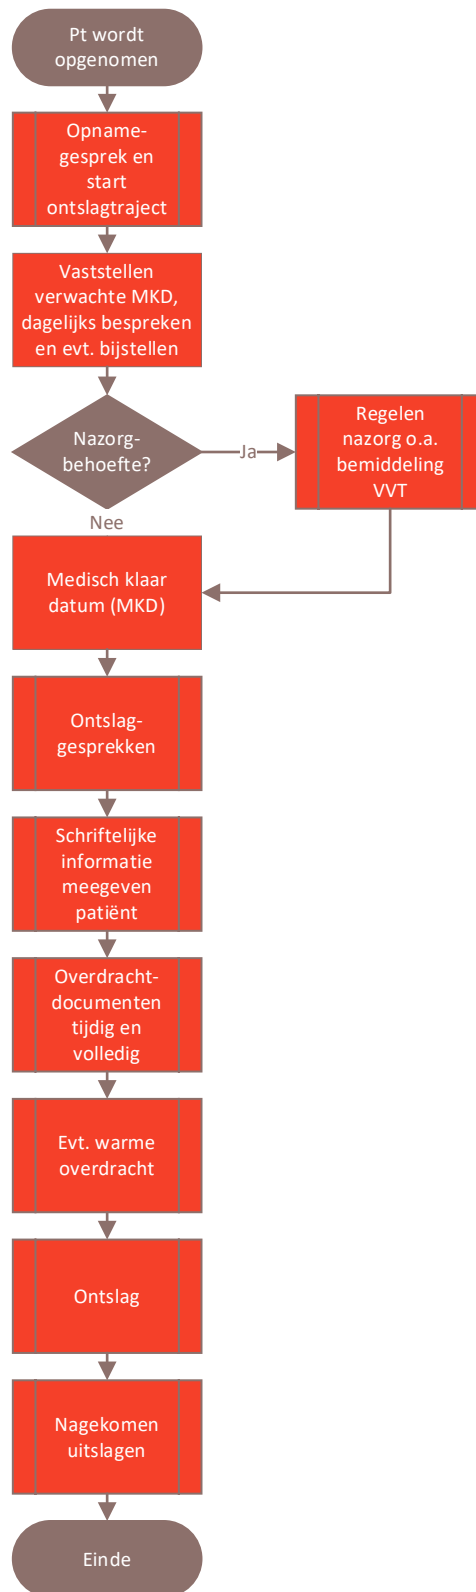 Pt wordt
opgenomen
Opname-
gesprek en
start
ontslagtraject
Vaststellen
verwachte MKD,
dagelijks bespreken
en evt. bijstellen
Nazorg-
behoefte?
Ja
Regelen
nazorg o.a.
bemiddeling
VVT
Nee
Medisch klaar
datum (MKD)
Ontslag-
gesprekken
Schriftelijke
informatie
meegeven
patiënt
Overdracht-
documenten
tijdig en
volledig
Evt. warme
overdracht
Ontslag
Nagekomen
uitslagen
Einde